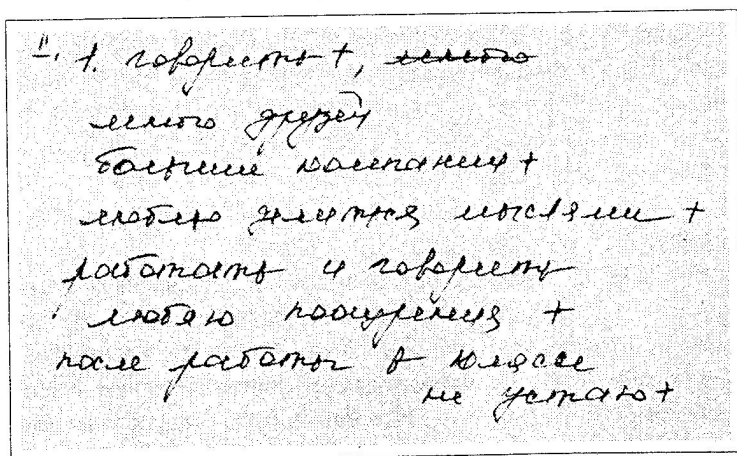 II. 1. говорить +, много
много друзей
большие компании +
люблю делиться мыслями +
работать и говорить
люблю поощрения +
после работы в классе
не устаю +